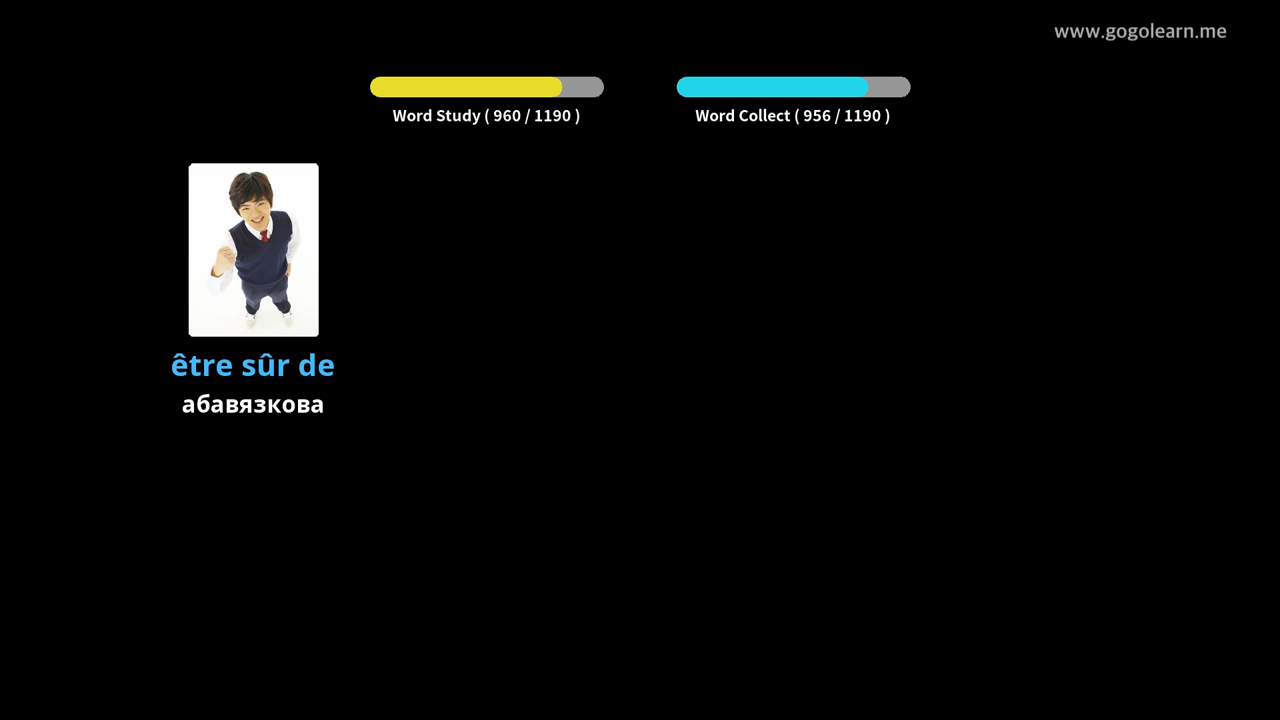 www.gogolearn.me
Word Study ( 960 / 1190 )
Word Collect ( 956 / 1190 )
être sûr de
абавязкова